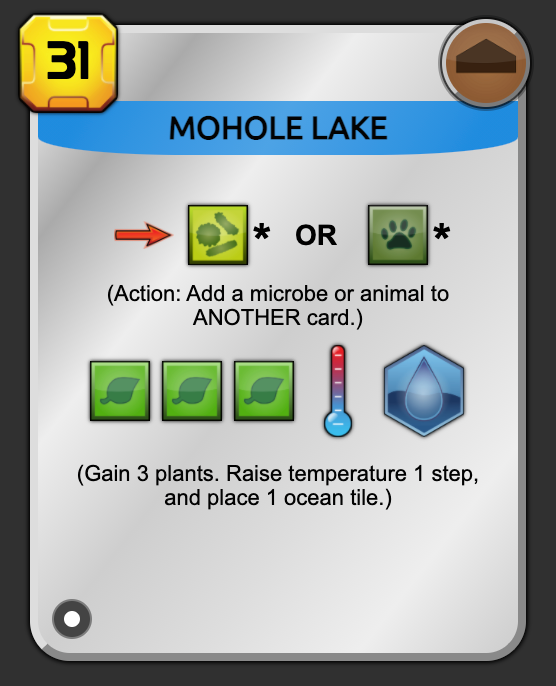 31
MOHOLE LAKE
* OR *
(Action: Add a microbe or animal to
ANOTHER card.)
(Gain 3 plants. Raise temperature 1 step,
and place 1 ocean tile.)